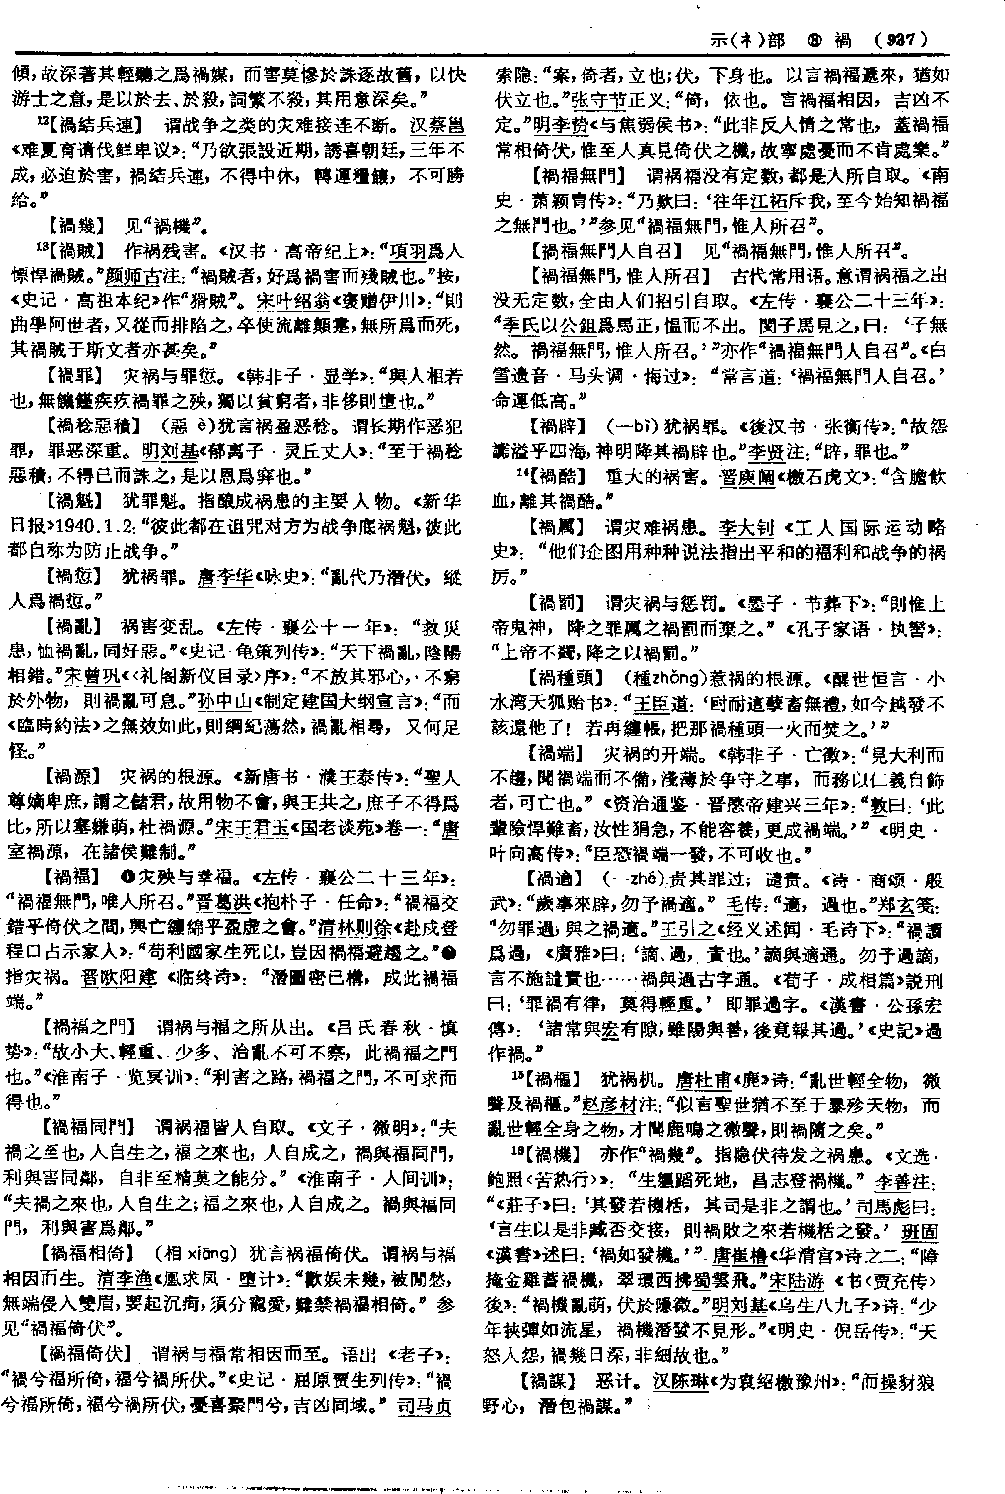 示(礻)部 ⑨ 禍 (937)
傾，故深著其輕聽之爲禍媒，而害莫慘於誅逐故舊，以快
游士之意，是以於去、於殺，詞繁不殺，其用意深矣。”
¹²【禍結兵連】 谓战争之类的灾难接连不断。汉蔡邕
《难夏育请伐鲜卑议》：“乃欲張設近期，誘喜朝廷，三年不
成，必迫於害，禍結兵連，不得中休，轉運糧饟，不可勝
給。”
【禍幾】 见“禍機”。
¹³【禍賊】 作祸残害。《汉书·高帝纪上》：“項羽爲人
慓悍禍賊。”颜师古注：“禍賊者，好爲禍害而殘賊也。”按，
《史记·高祖本纪》作“猾贼”。宋叶绍翁《褒赠伊川》：“則
曲學阿世者，又從而排陷之，卒使流離顛躓，無所爲而死，
其禍賊于斯文者亦甚矣。”
【禍罪】 灾祸与罪愆。《韩非子·显学》：“與人相若
也，無饑饉疾疚禍罪之殃，獨以貧窮者，非侈則墯也。”
【禍稔惡積】 (惡 è)犹言祸盈恶稔。谓长期作恶犯
罪，罪恶深重。明刘基《郁离子·灵丘丈人》：“至于禍稔
惡積，不得已而誅之，是以恩爲穽也。”
【禍魁】 犹罪魁。指酿成祸患的主要人物。《新华
日报》1940.1.2：“彼此都在诅咒对方为战争底祸魁，彼此
都自称为防止战争。”
【禍愆】 犹祸罪。唐李华《咏史》：“亂代乃潛伏，縱
人爲禍愆。”
【禍亂】 祸害变乱。《左传·襄公十一年》：“救災
患，恤禍亂，同好惡。”《史记·龟策列传》：“天下禍亂，陰陽
相錯。”宋曾巩《〈礼阁新仪目录〉序》：“不放其邪心，不窮
於外物，則禍亂可息。”孙中山《制定建国大纲宣言》：“而
《臨時約法》之無效如此，則綱紀蕩然，禍亂相尋，又何足
怪。”
【禍源】 灾祸的根源。《新唐书·濮王泰传》：“聖人
尊嫡卑庶，謂之儲君，故用物不會，與王共之，庶子不得爲
比，所以塞嫌萌，杜禍源。”宋王君玉《国老谈苑》卷一：“唐
室禍源，在諸侯難制。”
【禍福】 ❶灾殃与幸福。《左传·襄公二十三年》：
“禍福無門，唯人所召。”晋葛洪《抱朴子·任命》：“禍福交
錯乎倚伏之間，興亡纏綿乎盈虚之會。”清林则徐《赴戍登
程口占示家人》：“苟利國家生死以，豈因禍福避趨之。”❷
指灾祸。晋欧阳建《临终诗》：“潛圖密已構，成此禍福
端。”
【禍福之門】 谓祸与福之所从出。《吕氏春秋·慎
势》：“故小大、輕重、少多、治亂不可不察，此禍福之門
也。”《淮南子·览冥训》：“利害之路，禍福之門，不可求而
得也。”
【禍福同門】 谓祸福皆人自取。《文子·微明》：“夫
禍之至也，人自生之，福之來也，人自成之，禍與福同門，
利與害同鄰，自非至精莫之能分。”《淮南子·人间训》：
“夫禍之來也，人自生之；福之來也，人自成之。禍與福同
門，利與害爲鄰。”
【禍福相倚】 (相 xiāng) 犹言祸福倚伏。谓祸与福
相因而生。清李渔《凰求凤·堕计》：“歡娱未幾，被閒愁，
無端侵入雙眉，要起沉疴，須分寵愛，難禁禍福相倚。”参
见“禍福倚伏”。
【禍福倚伏】 谓祸与福常相因而至。语出《老子》：
“禍兮福所倚，福兮禍所伏。”《史记·屈原贾生列传》：“禍
兮福所倚，福兮禍所伏，憂喜聚門兮，吉凶同域。”司马贞
索隐：“案，倚者，立也；伏，下身也。以言禍福遞來，猶如
伏立也。”张守节正义：“倚，依也。言禍福相因，吉凶不
定。”明李贽《与焦弱侯书》：“此非反人情之常也，蓋禍福
常相倚伏，惟至人真見倚伏之機，故寧處憂而不肯處樂。”
【禍福無門】 谓祸福没有定数，都是人所自取。《南
史·萧颖胄传》：“乃歎曰：‘往年江祏斥我，至今始知禍福
之無門也。’”参见“禍福無門，惟人所召”。
【禍福無門人自召】 见“禍福無門，惟人所召”。
【禍福無門，惟人所召】 古代常用语。意谓祸福之出
没无定数，全由人们招引自取。《左传·襄公二十三年》：
“季氏以公鉏爲馬正，愠而不出。閔子馬見之，曰：‘子無
然。禍福無門，惟人所召。’”亦作“禍福無門人自召”。《白
雪遗音·马头调·悔过》：“常言道：‘禍福無門人自召。’
命運低高。”
【禍辟】 (—bì)犹祸罪。《後汉书·张衡传》：“故怨
讟溢乎四海，神明降其禍辟也。”李贤注：“辟，罪也。”
¹⁴【禍酷】 重大的祸害。晋庾阐《檄石虎文》：“含膽飲
血，離其禍酷。”
【禍厲】 谓灾难祸患。李大钊《工人国际运动略
史》：“他们企图用种种说法指出平和的福利和战争的祸
厉。”
【禍罰】 谓灾祸与惩罚。《墨子·节葬下》：“則惟上
帝鬼神，降之罪厲之禍罰而棄之。”《孔子家语·执辔》：
“上帝不蠲，降之以禍罰。”
【禍種頭】 (種zhǒng)惹祸的根源。《醒世恒言·小
水湾天狐贻书》：“王臣道：‘叵耐這孽畜無禮，如今越發不
該還他了！若再纏帳，把那禍種頭一火而焚之。’”
【禍端】 灾祸的开端。《韩非子·亡徵》：“見大利而
不趨，聞禍端而不備，淺薄於争守之事，而務以仁義自飾
者，可亡也。”《资治通鉴·晋愍帝建兴三年》：“敦曰：‘此
輩險悍難畜，汝性狷急，不能容養，更成禍端。’”《明史·
叶向高传》：“臣恐禍端一發，不可收也。”
【禍適】 (—zhé)责其罪过；谴责。《诗·商颂·殷
武》：“歲事來辟，勿予禍適。”毛传：“適，過也。”郑玄笺：
“勿罪過，與之禍適。”王引之《经义述闻·毛诗下》：“禍讀
爲過，《廣雅》曰：‘謫、過，責也。’謫與適通。勿予過謫，
言不施譴責也……禍與過古字通。《荀子·成相篇》説刑
曰：‘罪禍有律，莫得輕重。’即罪過字。《漢書·公孫弘
傳》：‘諸常與宏有隙，雖陽與善，後竟報其過。’《史記》過
作禍。”
¹⁵【禍樞】 犹祸机。唐杜甫《麂》诗：“亂世輕全物，微
聲及禍樞。”赵彦材注：“似言聖世猶不至于暴殄天物，而
亂世輕全身之物，才聞鹿鳴之微聲，則禍隨之矣。”
¹⁶【禍機】 亦作“禍幾”。指隐伏待发之祸患。《文选·
鲍照〈苦热行〉》：“生軀蹈死地，昌志登禍機。”李善注：
“《莊子》曰：‘其發若機栝，其司是非之謂也。’司馬彪曰：
‘言生以是非臧否交接，則禍敗之來若機栝之發。’班固
《漢書》述曰：‘禍如發機。’”唐崔橹《华清宫》诗之二：“障
掩金雞蓄禍機，翠環西拂蜀雲飛。”宋陆游《书〈贾充传〉
後》：“禍機亂萌，伏於隱微。”明刘基《乌生八九子》诗：“少
年挾彈如流星，禍機潛發不見形。”《明史·倪岳传》：“天
怒人怨，禍幾日深，非細故也。”
【禍謀】 恶计。汉陈琳《为袁绍檄豫州》：“而操豺狼
野心，潛包禍謀。”